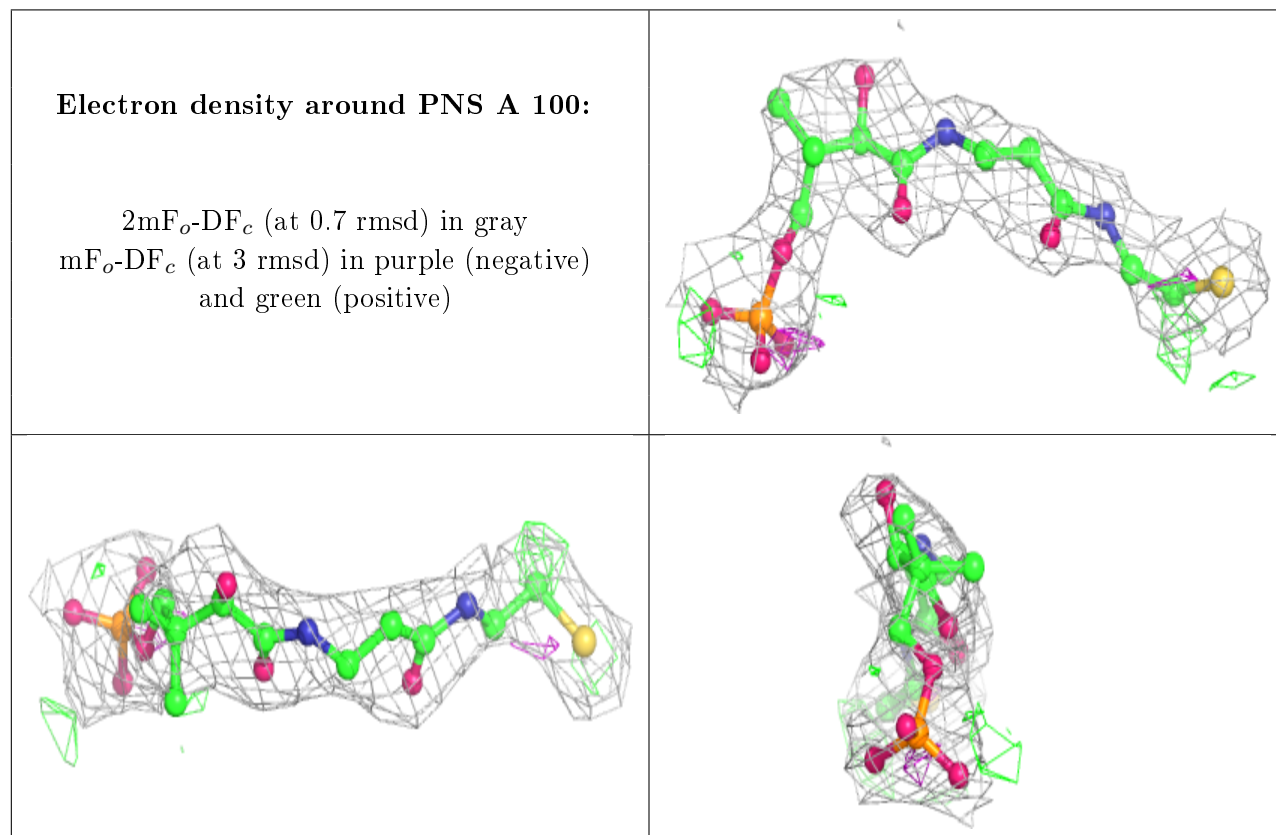 Electron density around PNS A 100:
2mFₒ-DF𝒸 (at 0.7 rmsd) in gray
mFₒ-DF𝒸 (at 3 rmsd) in purple (negative)
and green (positive)